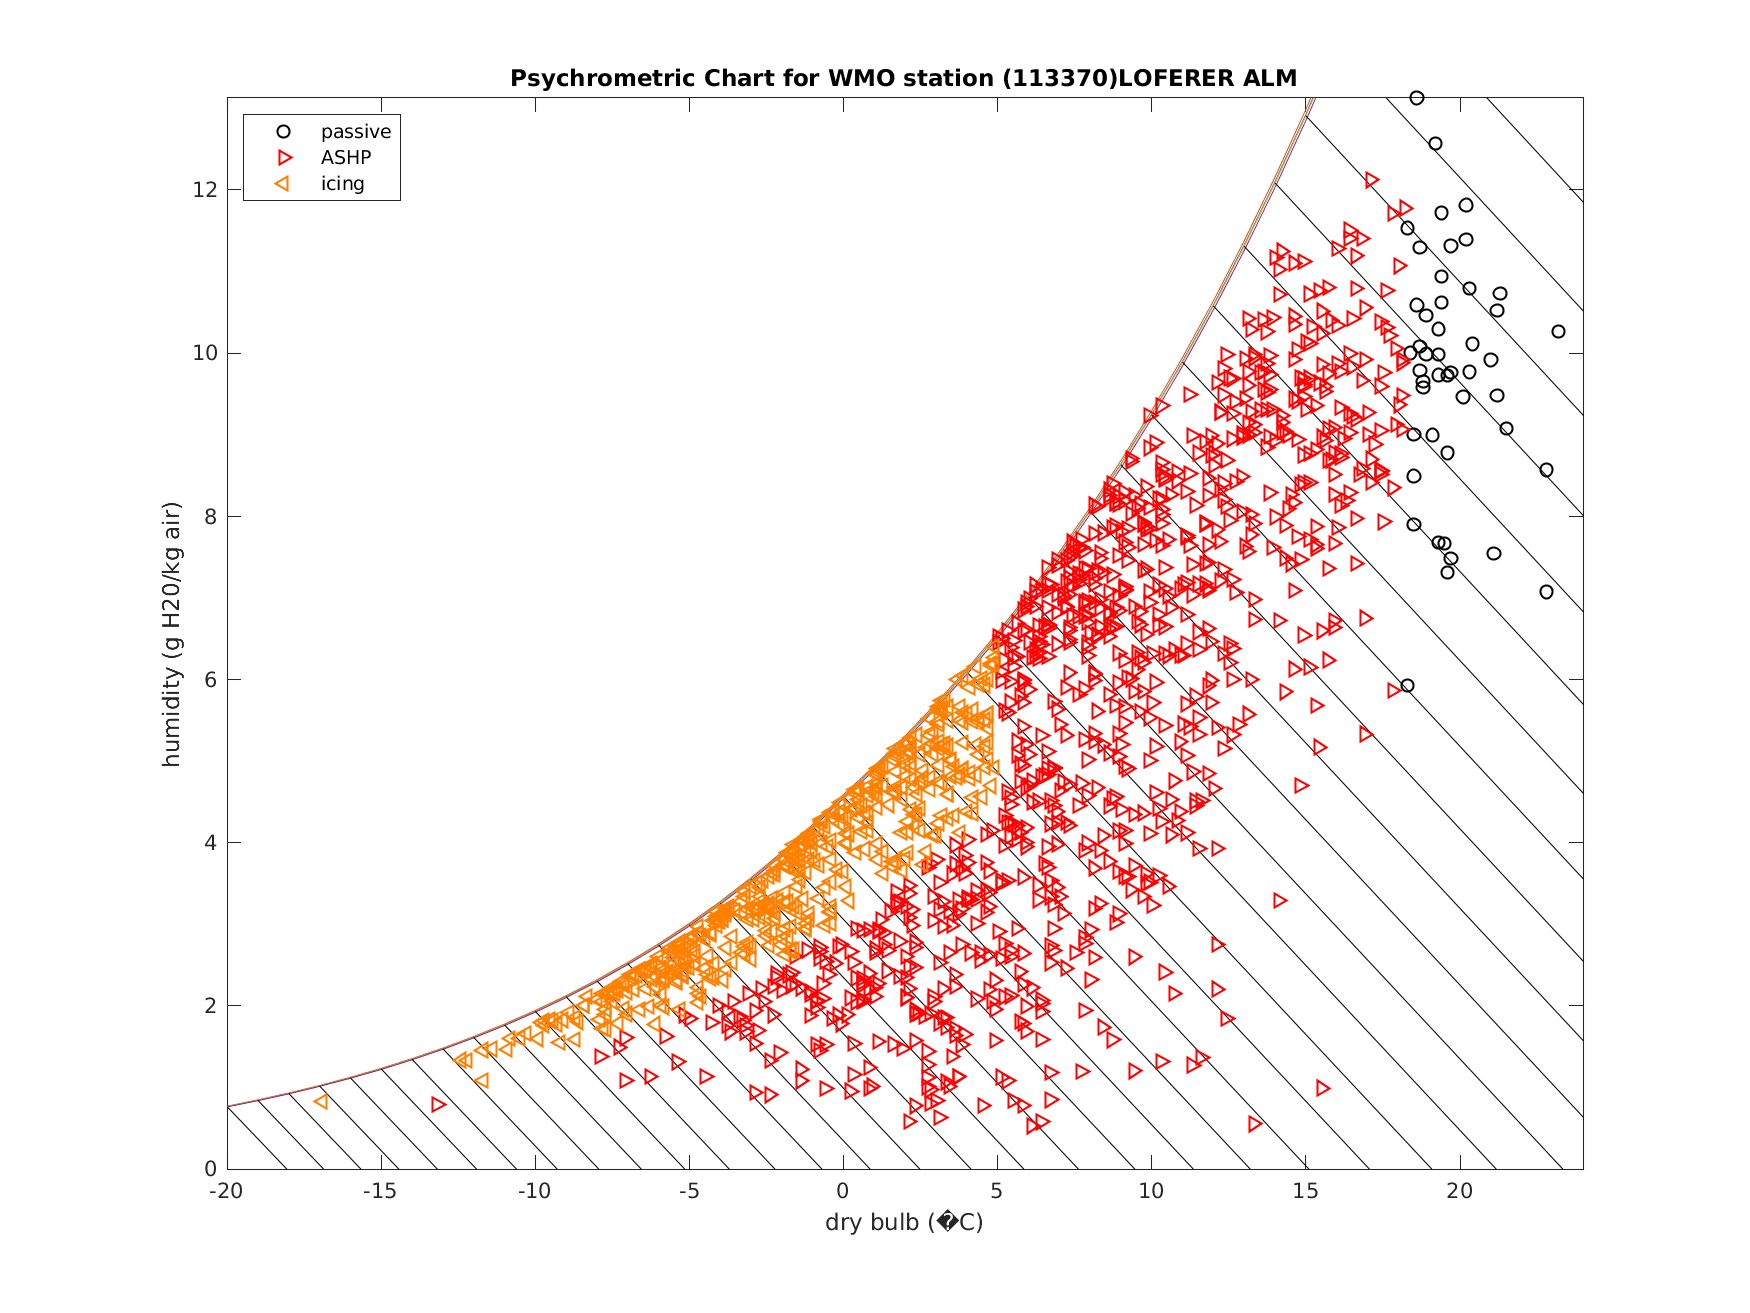 Psychrometric Chart for WMO station (113370)LOFERER ALM
passive
ASHP
icing
12
10
8
6
4
2
0
humidity (g H20/kg air)
-20 -15 -10 -5 0 5 10 15 20
dry bulb (�C)